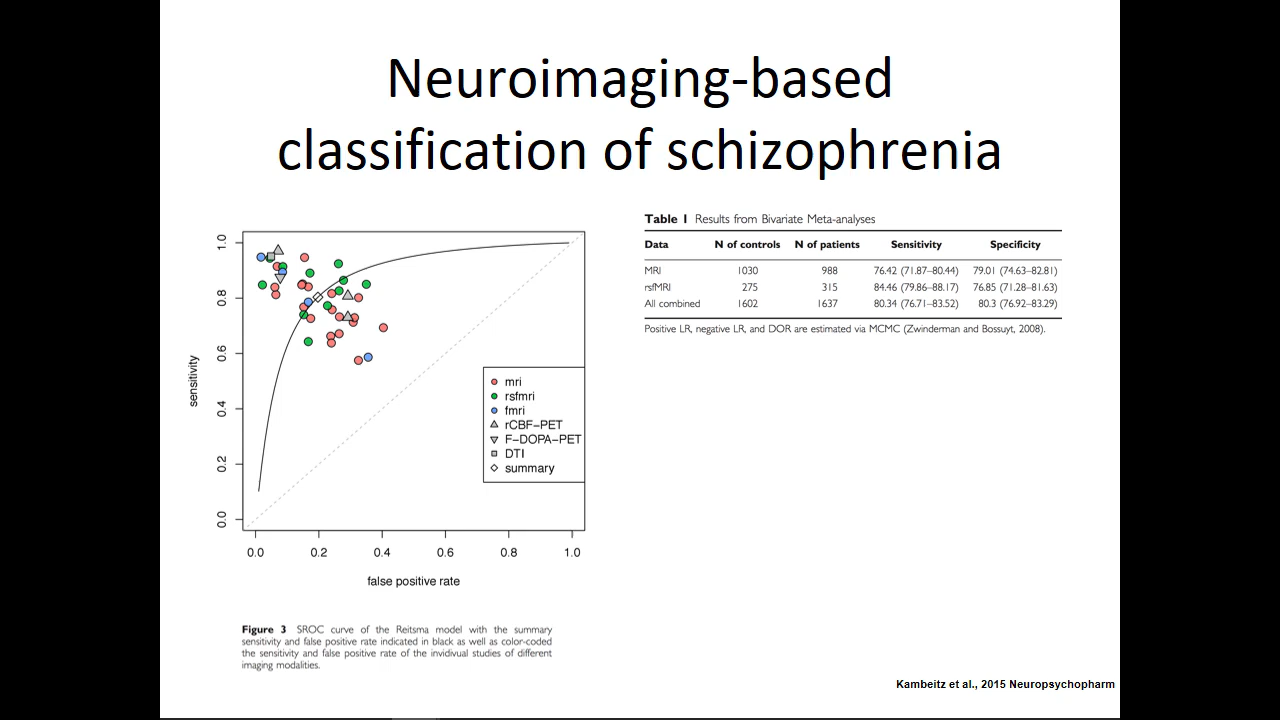 Neuroimaging-based
classification of schizophrenia
1.0
0.8
0.6
0.4
0.2
0.0
sensitivity
mri
rsfmri
fmri
rCBF-PET
F-DOPA-PET
DTI
summary
0.0 0.2 0.4 0.6 0.8 1.0
false positive rate
Figure 3 SROC curve of the Reitsma model with the summary
sensitivity and false positive rate indicated in black as well as color-coded
the sensitivity and false positive rate of the invidivual studies of different
imaging modalities.
Table 1 Results from Bivariate Meta-analyses
Data N of controls N of patients Sensitivity Specificity
MRI 1030 988 76.42 (71.87–80.44) 79.01 (74.63–82.81)
rsfMRI 275 315 84.46 (79.86–88.17) 76.85 (71.28–81.63)
All combined 1602 1637 80.34 (76.71–83.52) 80.3 (76.92–83.29)
Positive LR, negative LR, and DOR are estimated via MCMC (Zwinderman and Bossuyt, 2008).
Kambeitz et al., 2015 Neuropsychopharm